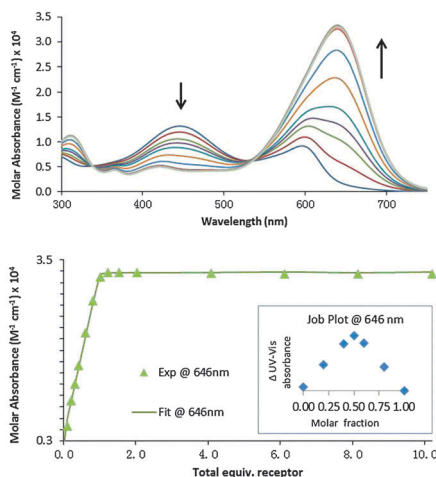 Molar Absorbance (M⁻¹ cm⁻¹) x 10⁴
3.5
3.0
2.5
2.0
1.5
1.0
0.5
0.0
300 400 500 600 700
Wavelength (nm)
Molar Absorbance (M⁻¹ cm⁻¹) x 10⁴
3.5
0.3
Exp @ 646nm
Fit @ 646nm
Job Plot @ 646 nm
Δ UV-Vis
absorbance
0.00 0.25 0.50 0.75 1.00
Molar fraction
0.0 2.0 4.0 6.0 8.0 10.0
Total equiv. receptor